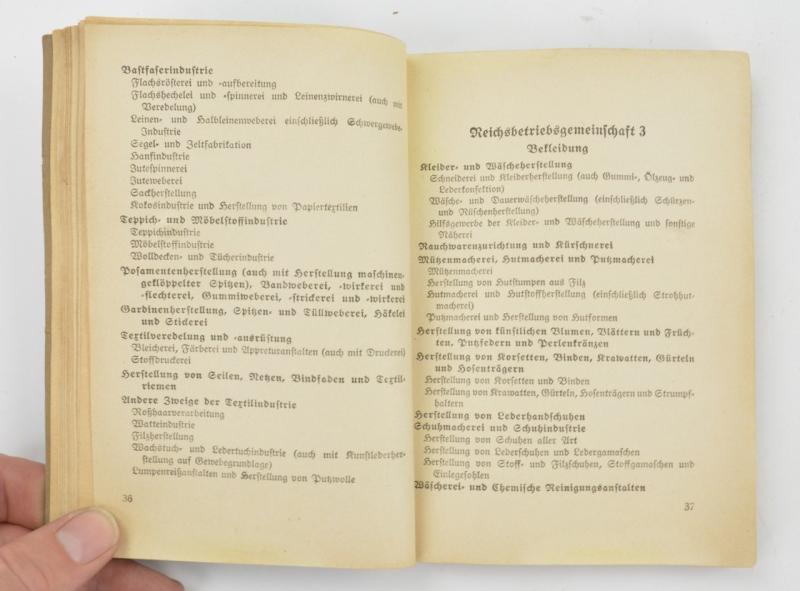 Bastfaserindustrie
Flachsrösterei und -aufbereitung
Flachshechelei und -spinnerei und Leinenzwirnerei (auch mit
Veredelung)
Leinen- und Halbleinenweberei einschließlich Schwergewebe-
Industrie
Segel- und Zeltfabrikation
Hanfindustrie
Jutespinnerei
Juteweberei
Sackherstellung
Kokosindustrie und Herstellung von Papiertextilien
Teppich- und Möbelstoffindustrie
Teppichindustrie
Möbelstoffindustrie
Wolldecken- und Tücherindustrie
Posamentenherstellung (auch mit Herstellung maschinen-
geklöppelter Spitzen), Bandweberei, -wirkerei und
-flechterei, Gummiweberei, -strickerei und -wirkerei
Gardinenherstellung, Spitzen- und Tüllweberei, Häkelei
und Stickerei
Textilveredelung und -ausrüstung
Bleicherei, Färberei und Appreturanstalten (auch mit Druckerei)
Stoffdruckerei
Herstellung von Seilen, Netzen, Bindfaden und Textil-
riemen
Andere Zweige der Textilindustrie
Roßhaarverarbeitung
Watteindustrie
Filzherstellung
Wachstuch- und Ledertuchindustrie (auch mit Kunstlederher-
stellung auf Gewebegrundlage)
Lumpenreißanstalten und Herstellung von Putzwolle
36
Reichsbetriebsgemeinschaft 3
Bekleidung
Kleider- und Wäscheherstellung
Schneiderei und Kleiderherstellung (auch Gummi-, Ölzeug- und
Lederkonfektion)
Wäsche- und Dauerwäscheherstellung (einschließlich Schürzen-
und Rüschenherstellung)
Hilfsgewerbe der Kleider- und Wäscheherstellung und sonstige
Näherei
Rauchwarenzurichtung und Kürschnerei
Mützenmacherei, Hutmacherei und Putzmacherei
Mützenmacherei
Herstellung von Hutstumpen aus Filz
Hutmacherei und Hutstoffherstellung (einschließlich Strohhut-
macherei)
Putzmacherei und Herstellung von Hutformen
Herstellung von künstlichen Blumen, Blättern und Früch-
ten, Putzfedern und Perlenkränzen
Herstellung von Korsetten, Binden, Krawatten, Gürteln
und Hosenträgern
Herstellung von Korsetten und Binden
Herstellung von Krawatten, Gürteln, Hosenträgern und Strumpf-
haltern
Herstellung von Lederhandschuhen
Schuhmacherei und Schuhindustrie
Herstellung von Schuhen aller Art
Herstellung von Lederschuhen und Ledergamaschen
Herstellung von Stoff- und Filzschuhen, Stoffgamaschen und
Einlegesohlen
Wäscherei- und Chemische Reinigungsanstalten
37